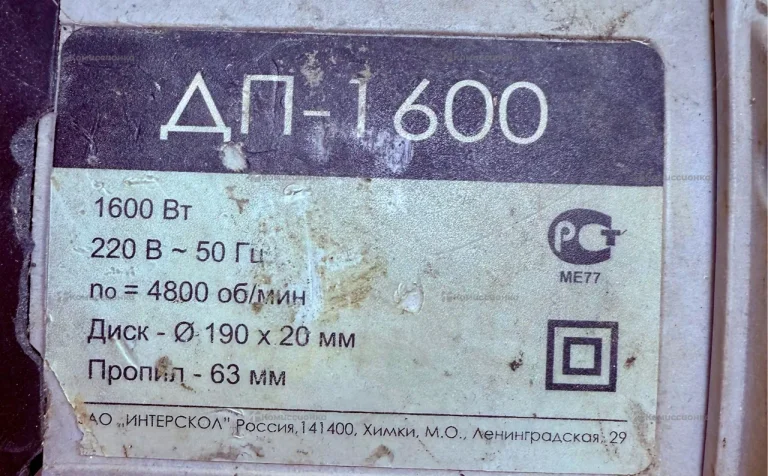 ДП-1600
1600 Вт
220 В ~ 50 Гц
no = 4800 об/мин
Диск - Ø 190 x 20 мм
Пропил - 63 мм
РСТ
МЕ77
АО „ИНТЕРСКОЛ" Россия,141400, Химки, М.О., Ленинградская, 29